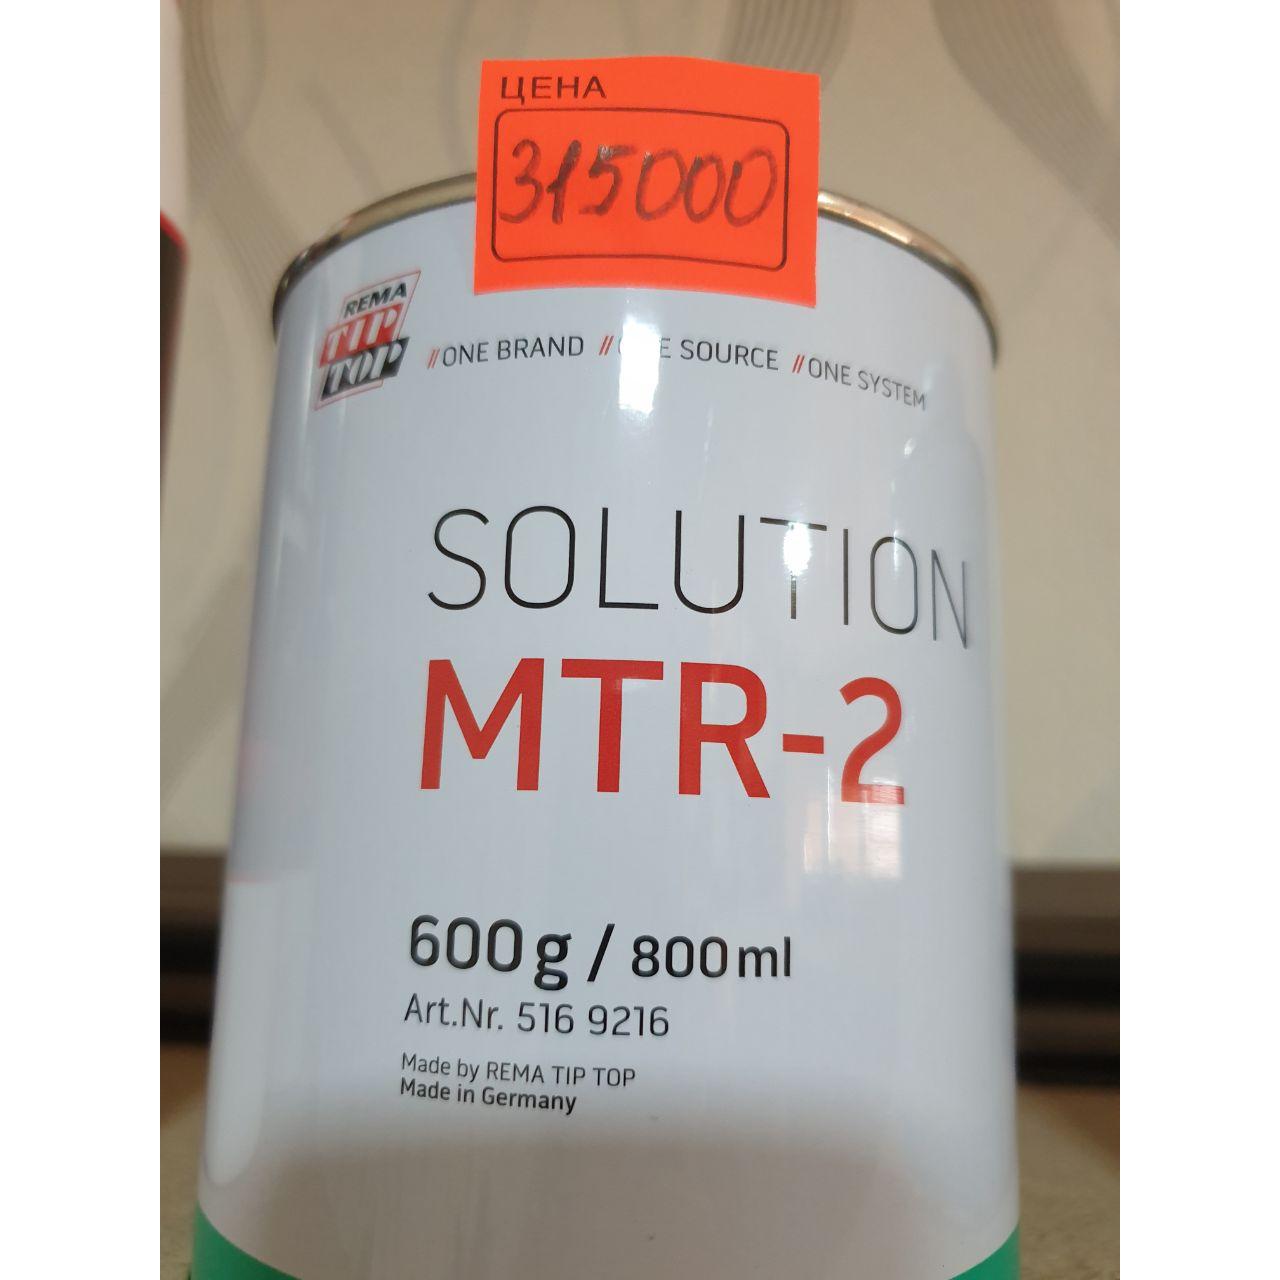 ЦЕНА
315000
REMA
TIP
TOP
//ONE BRAND //ONE SOURCE //ONE SYSTEM
SOLUTION
MTR-2
600g / 800ml
Art.Nr. 516 9216
Made by REMA TIP TOP
Made in Germany